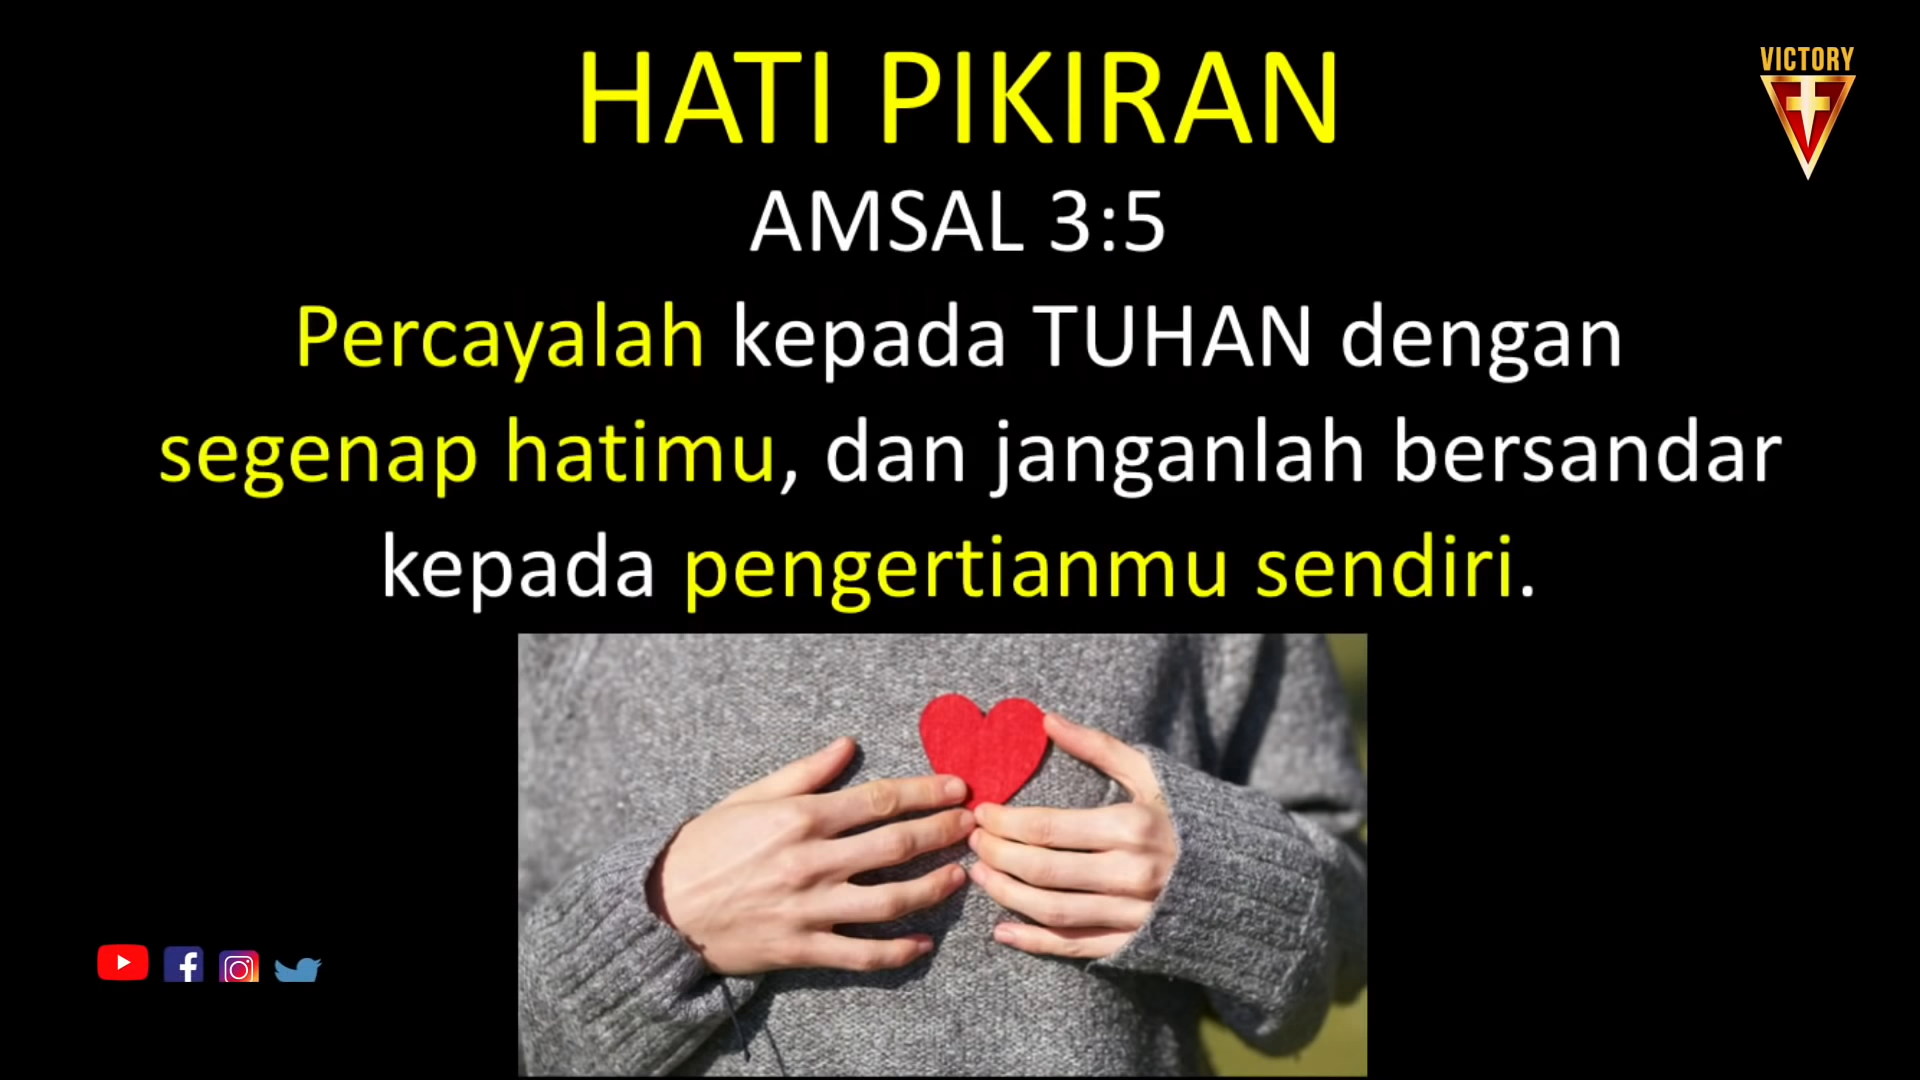 HATI PIKIRAN
VICTORY
AMSAL 3:5
Percayalah kepada TUHAN dengan
segenap hatimu, dan janganlah bersandar
kepada pengertianmu sendiri.